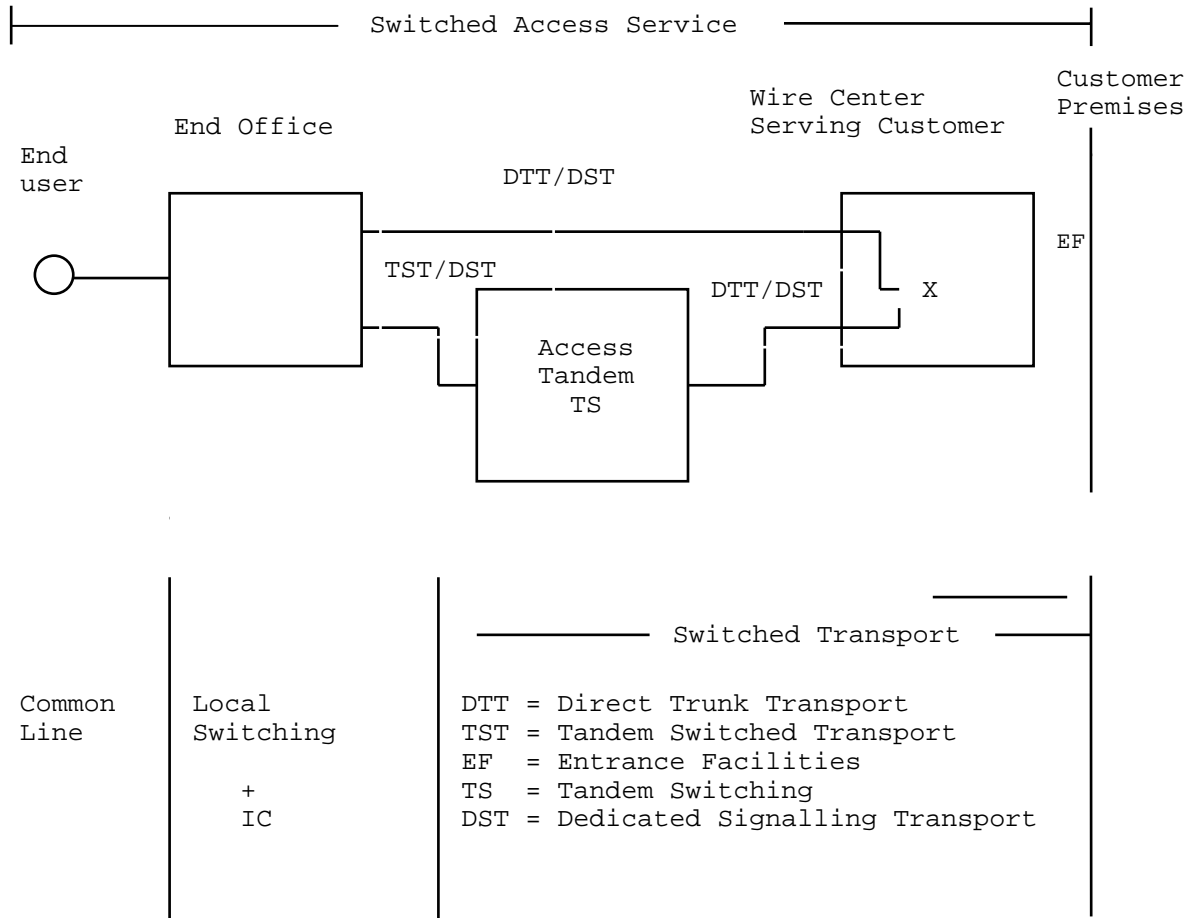 Switched Access Service
Customer
Premises
Wire Center
Serving Customer
End Office
End
user
DTT/DST
EF
TST/DST
DTT/DST
X
Access
Tandem
TS
Switched Transport
Common
Line
Local
Switching
+
IC
DTT = Direct Trunk Transport
TST = Tandem Switched Transport
EF = Entrance Facilities
TS = Tandem Switching
DST = Dedicated Signalling Transport